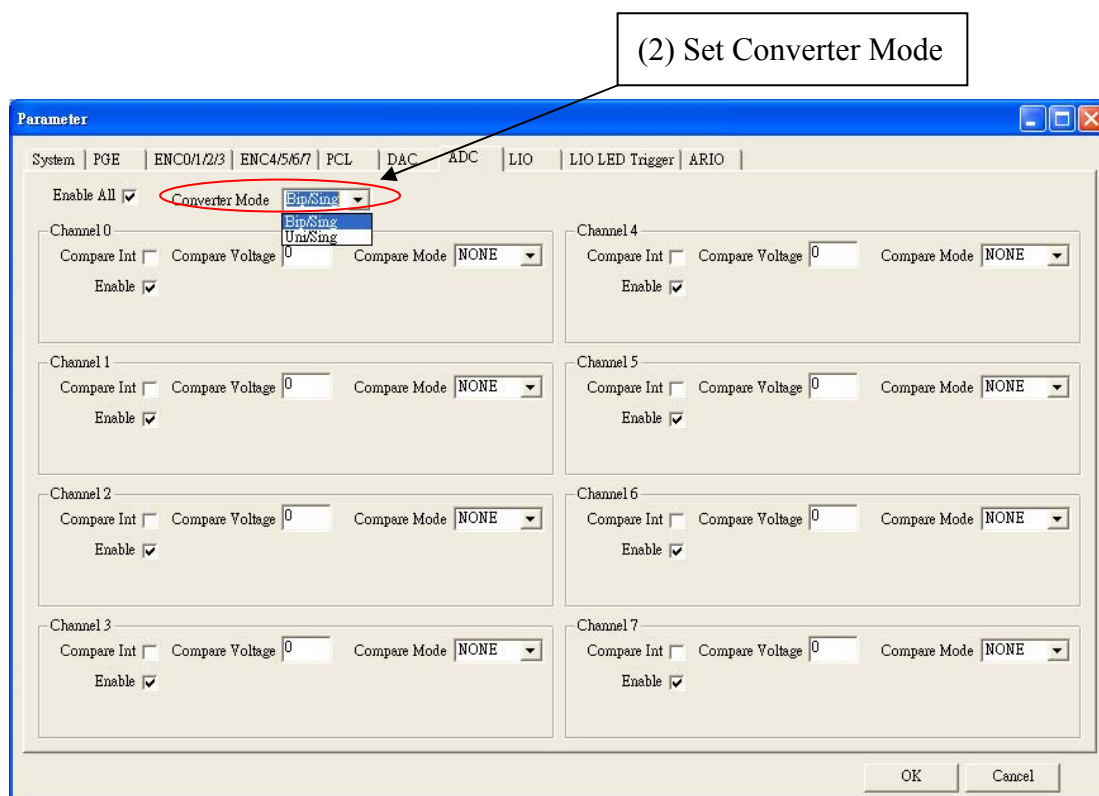 (2) Set Converter Mode
Parameter
System PGE ENC0/1/2/3 ENC4/5/6/7 PCL DAC ADC LIO LIO LED Trigger ARIO
Enable All Converter Mode Bip/Sing
Bip/Sing
Uni/Sing
Channel 0
Compare Int Compare Voltage 0 Compare Mode NONE
Enable
Channel 4
Compare Int Compare Voltage 0 Compare Mode NONE
Enable
Channel 1
Compare Int Compare Voltage 0 Compare Mode NONE
Enable
Channel 5
Compare Int Compare Voltage 0 Compare Mode NONE
Enable
Channel 2
Compare Int Compare Voltage 0 Compare Mode NONE
Enable
Channel 6
Compare Int Compare Voltage 0 Compare Mode NONE
Enable
Channel 3
Compare Int Compare Voltage 0 Compare Mode NONE
Enable
Channel 7
Compare Int Compare Voltage 0 Compare Mode NONE
Enable
OK Cancel